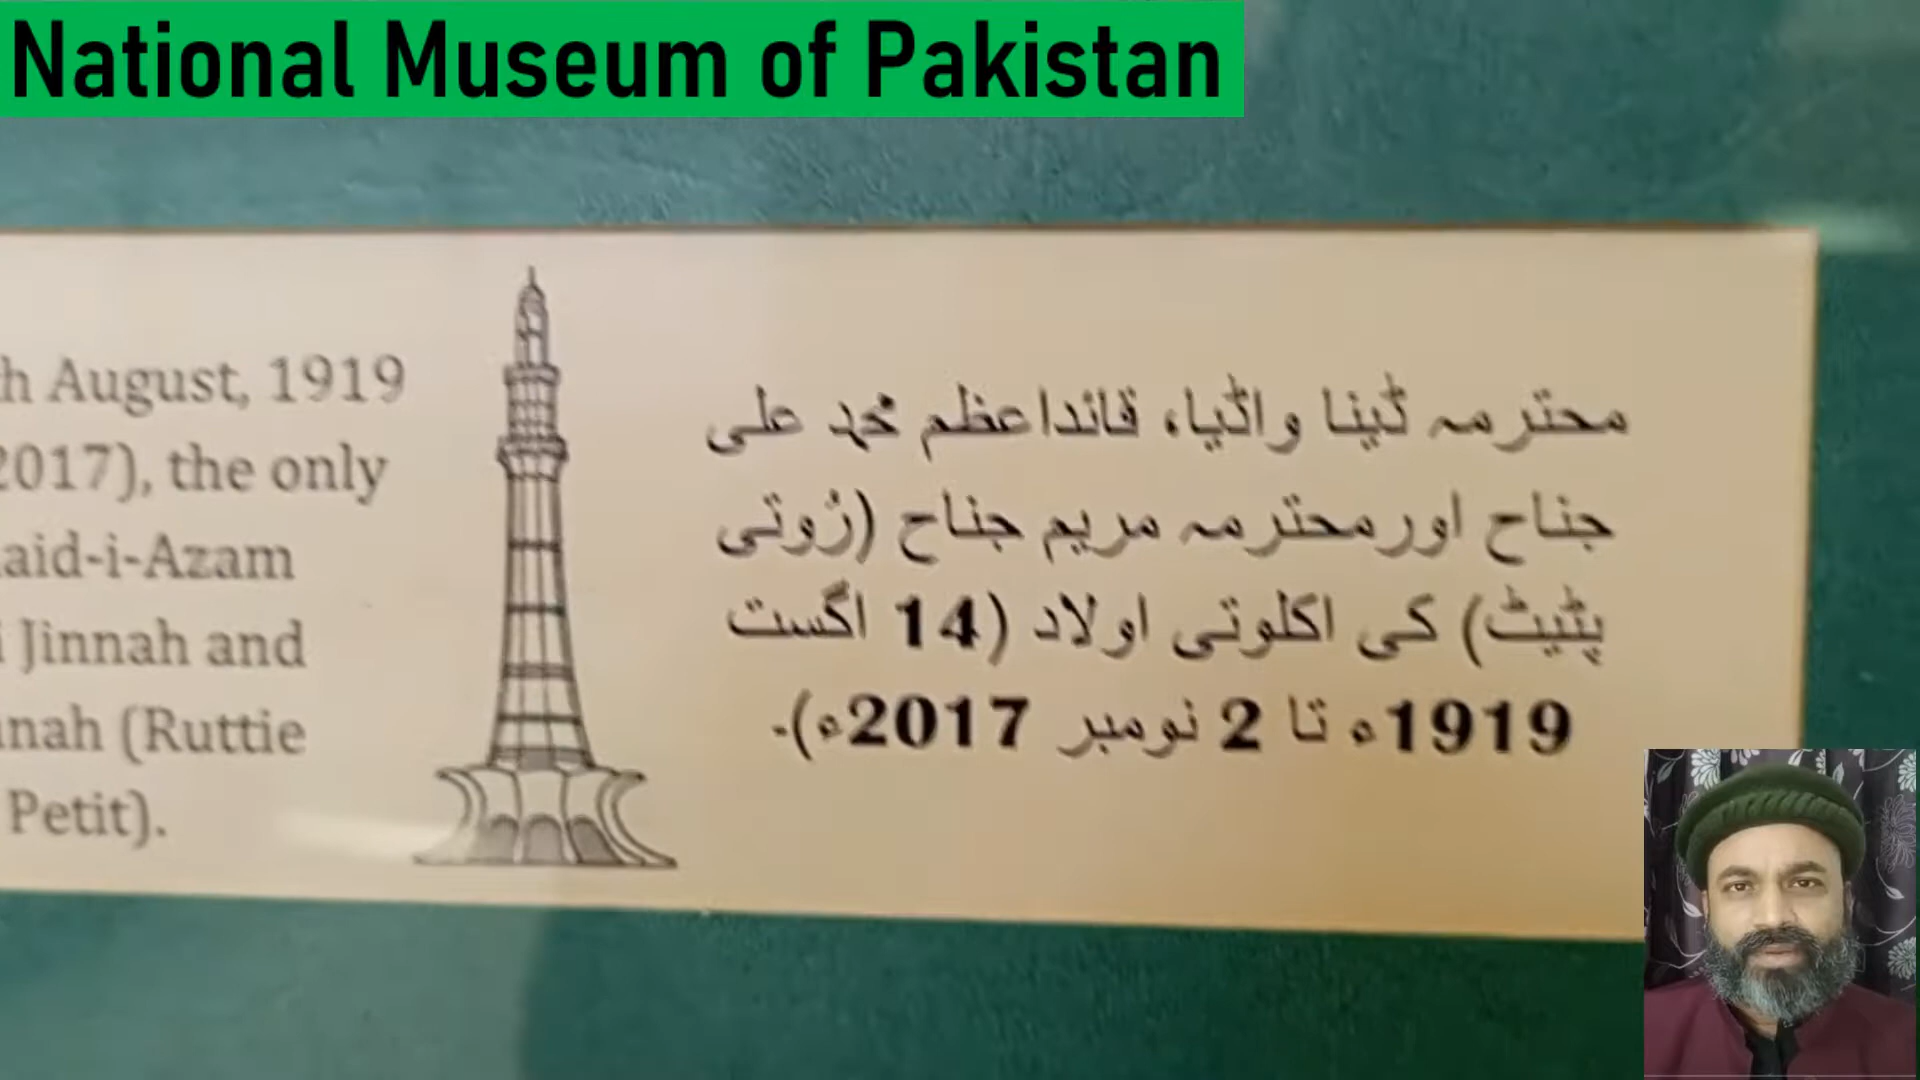 National Museum of Pakistan
h August, 1919
2017), the only
aid-i-Azam
i Jinnah and
nnah (Ruttie
Petit).
محترمہ ڈینا واڈیا، قائداعظم محمد علی
جناح اورمحترمہ مریم جناح (رُوتی
پٹیٹ) کی اکلوتی اولاد (14 اگست
1919ء تا 2 نومبر 2017ء)۔